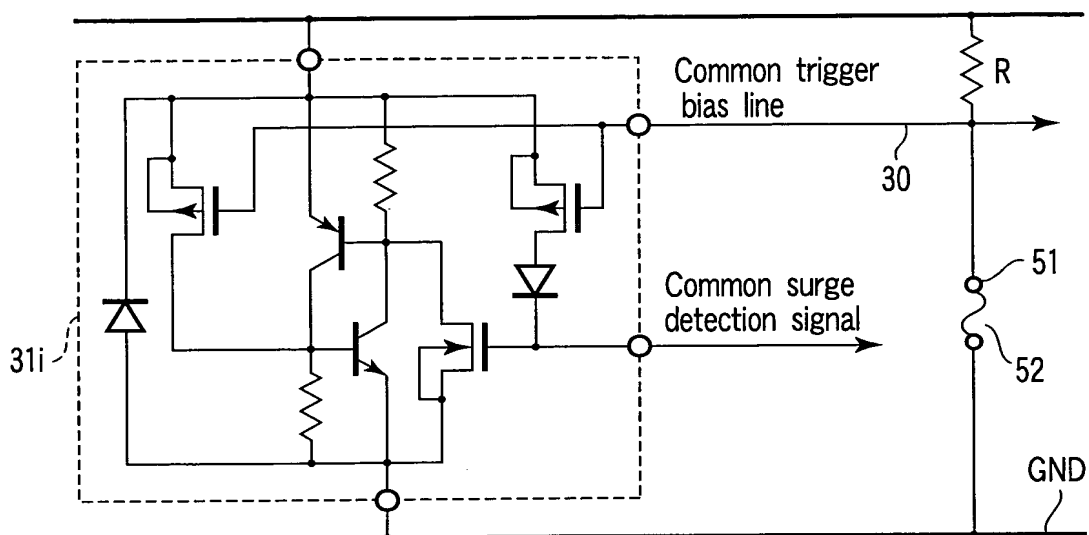 Common trigger
bias line
R
30
Common surge
detection signal
51
52
31i
GND